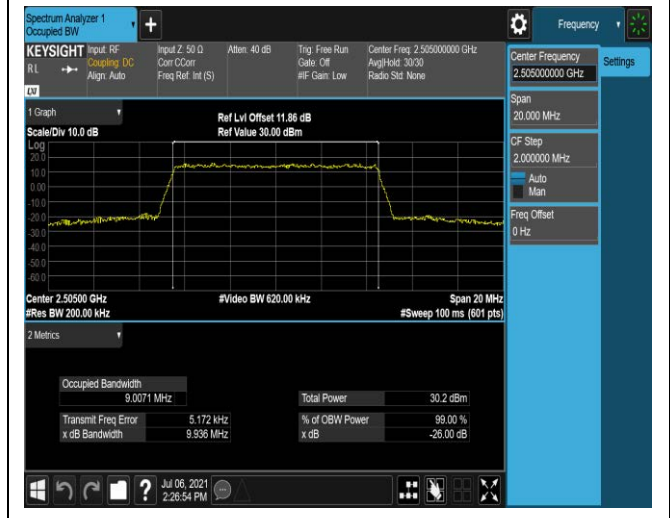 Spectrum Analyzer 1
Occupied BW
+
Frequency
KEYSIGHT
RL
LXI
Input: RF
Coupling: DC
Align: Auto
Input Z: 50 Ω
Corr CCorr
Freq Ref: Int (S)
Atten: 40 dB
Trig: Free Run
Gate: Off
#IF Gain: Low
Center Freq: 2.505000000 GHz
Avg|Hold: 30/30
Radio Std: None
Center Frequency
2.505000000 GHz
Settings
Span
20.000 MHz
CF Step
2.000000 MHz
Auto
Man
Freq Offset
0 Hz
1 Graph
Scale/Div 10.0 dB
Ref Lvl Offset 11.86 dB
Ref Value 30.00 dBm
Log
20.0
10.0
0.00
-10.0
-20.0
-30.0
-40.0
-50.0
-60.0
Center 2.50500 GHz
#Res BW 200.00 kHz
#Video BW 620.00 kHz
Span 20 MHz
#Sweep 100 ms (601 pts)
2 Metrics
Occupied Bandwidth
9.0071 MHz
Total Power 30.2 dBm
Transmit Freq Error 5.172 kHz
% of OBW Power 99.00 %
x dB Bandwidth 9.936 MHz
x dB -26.00 dB
?
Jul 06, 2021
2:26:54 PM